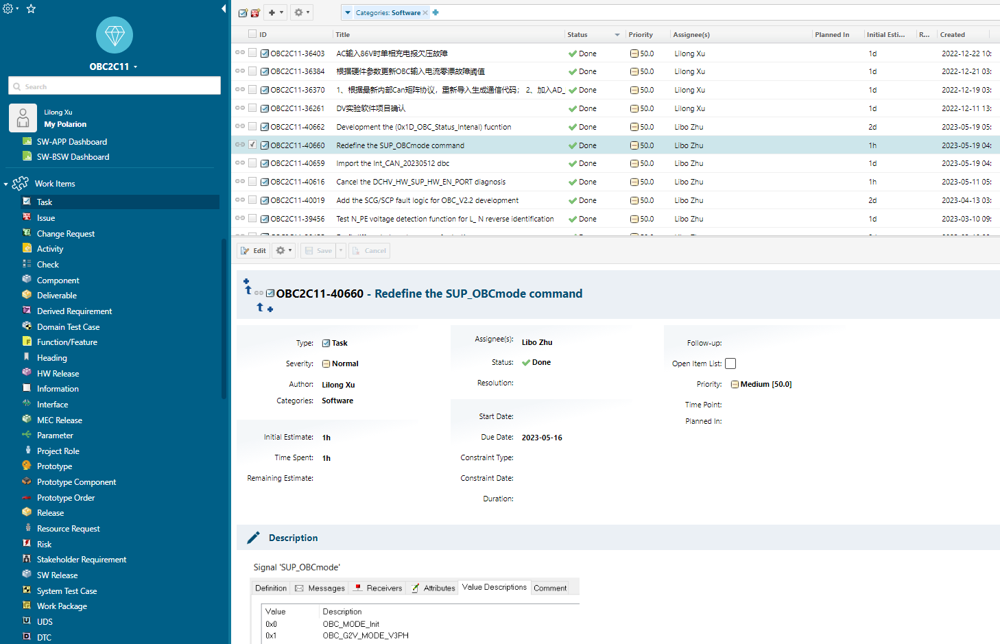 OBC2C11
Search
Lilong Xu
My Polarion
SW-APP Dashboard
SW-BSW Dashboard
Work Items
Task
Issue
Change Request
Activity
Check
Component
Deliverable
Derived Requirement
Domain Test Case
Function/Feature
Heading
HW Release
Information
Interface
MEC Release
Parameter
Project Role
Prototype
Prototype Component
Prototype Order
Release
Resource Request
Risk
Stakeholder Requirement
SW Release
System Test Case
Work Package
UDS
DTC
Categories: Software
ID Title Status Priority Assignee(s) Planned In Initial Esti... R... Created
OBC2C11-36403 AC输入86V时单相充电报欠压故障 Done 50.0 Lilong Xu 1d 2022-12-22 10:
OBC2C11-36384 根据硬件参数更新OBC输入电流零漂故障阈值 Done 50.0 Lilong Xu 1d 2022-12-21 03:
OBC2C11-36370 1、根据最新内部Can矩阵协议，重新导入生成通信代码； 2、加入AD_ Done 50.0 Lilong Xu 1d 2022-12-19 03:
OBC2C11-36261 DV实验软件项目确认 Done 50.0 Lilong Xu 1d 2022-12-11 13:
OBC2C11-40662 Development the (0x1D_OBC_Status_Intenal) fucntion Done 50.0 Libo Zhu 2d 2023-05-19 05:
OBC2C11-40660 Redefine the SUP_OBCmode command Done 50.0 Libo Zhu 1h 2023-05-19 04:
OBC2C11-40659 Import the Int_CAN_20230512 dbc Done 50.0 Libo Zhu 1d 2023-05-19 04:
OBC2C11-40616 Cancel the DCHV_HW_SUP_HW_EN_PORT diagnosis Done 50.0 Libo Zhu 1h 2023-05-11 05:
OBC2C11-40019 Add the SCG/SCP fault logic for OBC_V2.2 development Done 50.0 Libo Zhu 2d 2023-04-13 03:
OBC2C11-39456 Test N_PE voltage detection function for L_ N reverse identification Done 50.0 Libo Zhu 1d 2023-03-10 09:
Edit Save Cancel
OBC2C11-40660 - Redefine the SUP_OBCmode command
Type: Task
Severity: Normal
Author: Lilong Xu
Categories: Software
Initial Estimate: 1h
Time Spent: 1h
Remaining Estimate:
Assignee(s): Libo Zhu
Status: Done
Resolution:
Start Date:
Due Date: 2023-05-16
Constraint Type:
Constraint Date:
Duration:
Follow-up:
Open Item List:
Priority: Medium [50.0]
Time Point:
Planned In:
Description
Signal 'SUP_OBCmode'
Definition Messages Receivers Attributes Value Descriptions Comment
Value Description
0x0 OBC_MODE_Init
0x1 OBC_G2V_MODE_V3PH